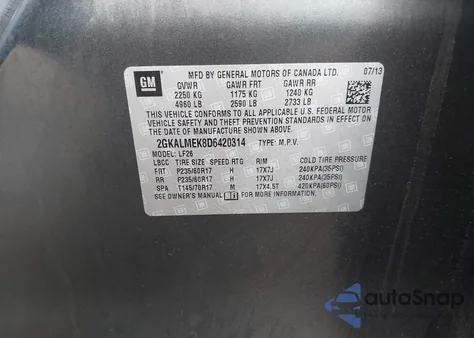 GM MFD BY GENERAL MOTORS OF CANADA LTD. 07/13
GVWR GAWR FRT GAWR RR
2250 KG 1175 KG 1240 KG
4960 LB 2590 LB 2733 LB
THIS VEHICLE CONFORMS TO ALL APPLICABLE U.S. FEDERAL MOTOR
VEHICLE SAFETY AND THEFT PREVENTION STANDARDS IN EFFECT ON
THE DATE OF MANUFACTURE SHOWN ABOVE.
2GKALMEK8D6420314 TYPE: M.P.V.
MODEL: LF26
LBCC TIRE SIZE SPEED RTG RIM COLD TIRE PRESSURE
FRT P235/60R17 H 17X7J 240KPA(35PSI)
RR P235/60R17 H 17X7J 240KPA(35PSI)
SPA T145/70R17 M 17X4.5T 420KPA(60PSI)
SEE OWNER'S MANUAL FOR MORE INFORMATION.
autoSnap